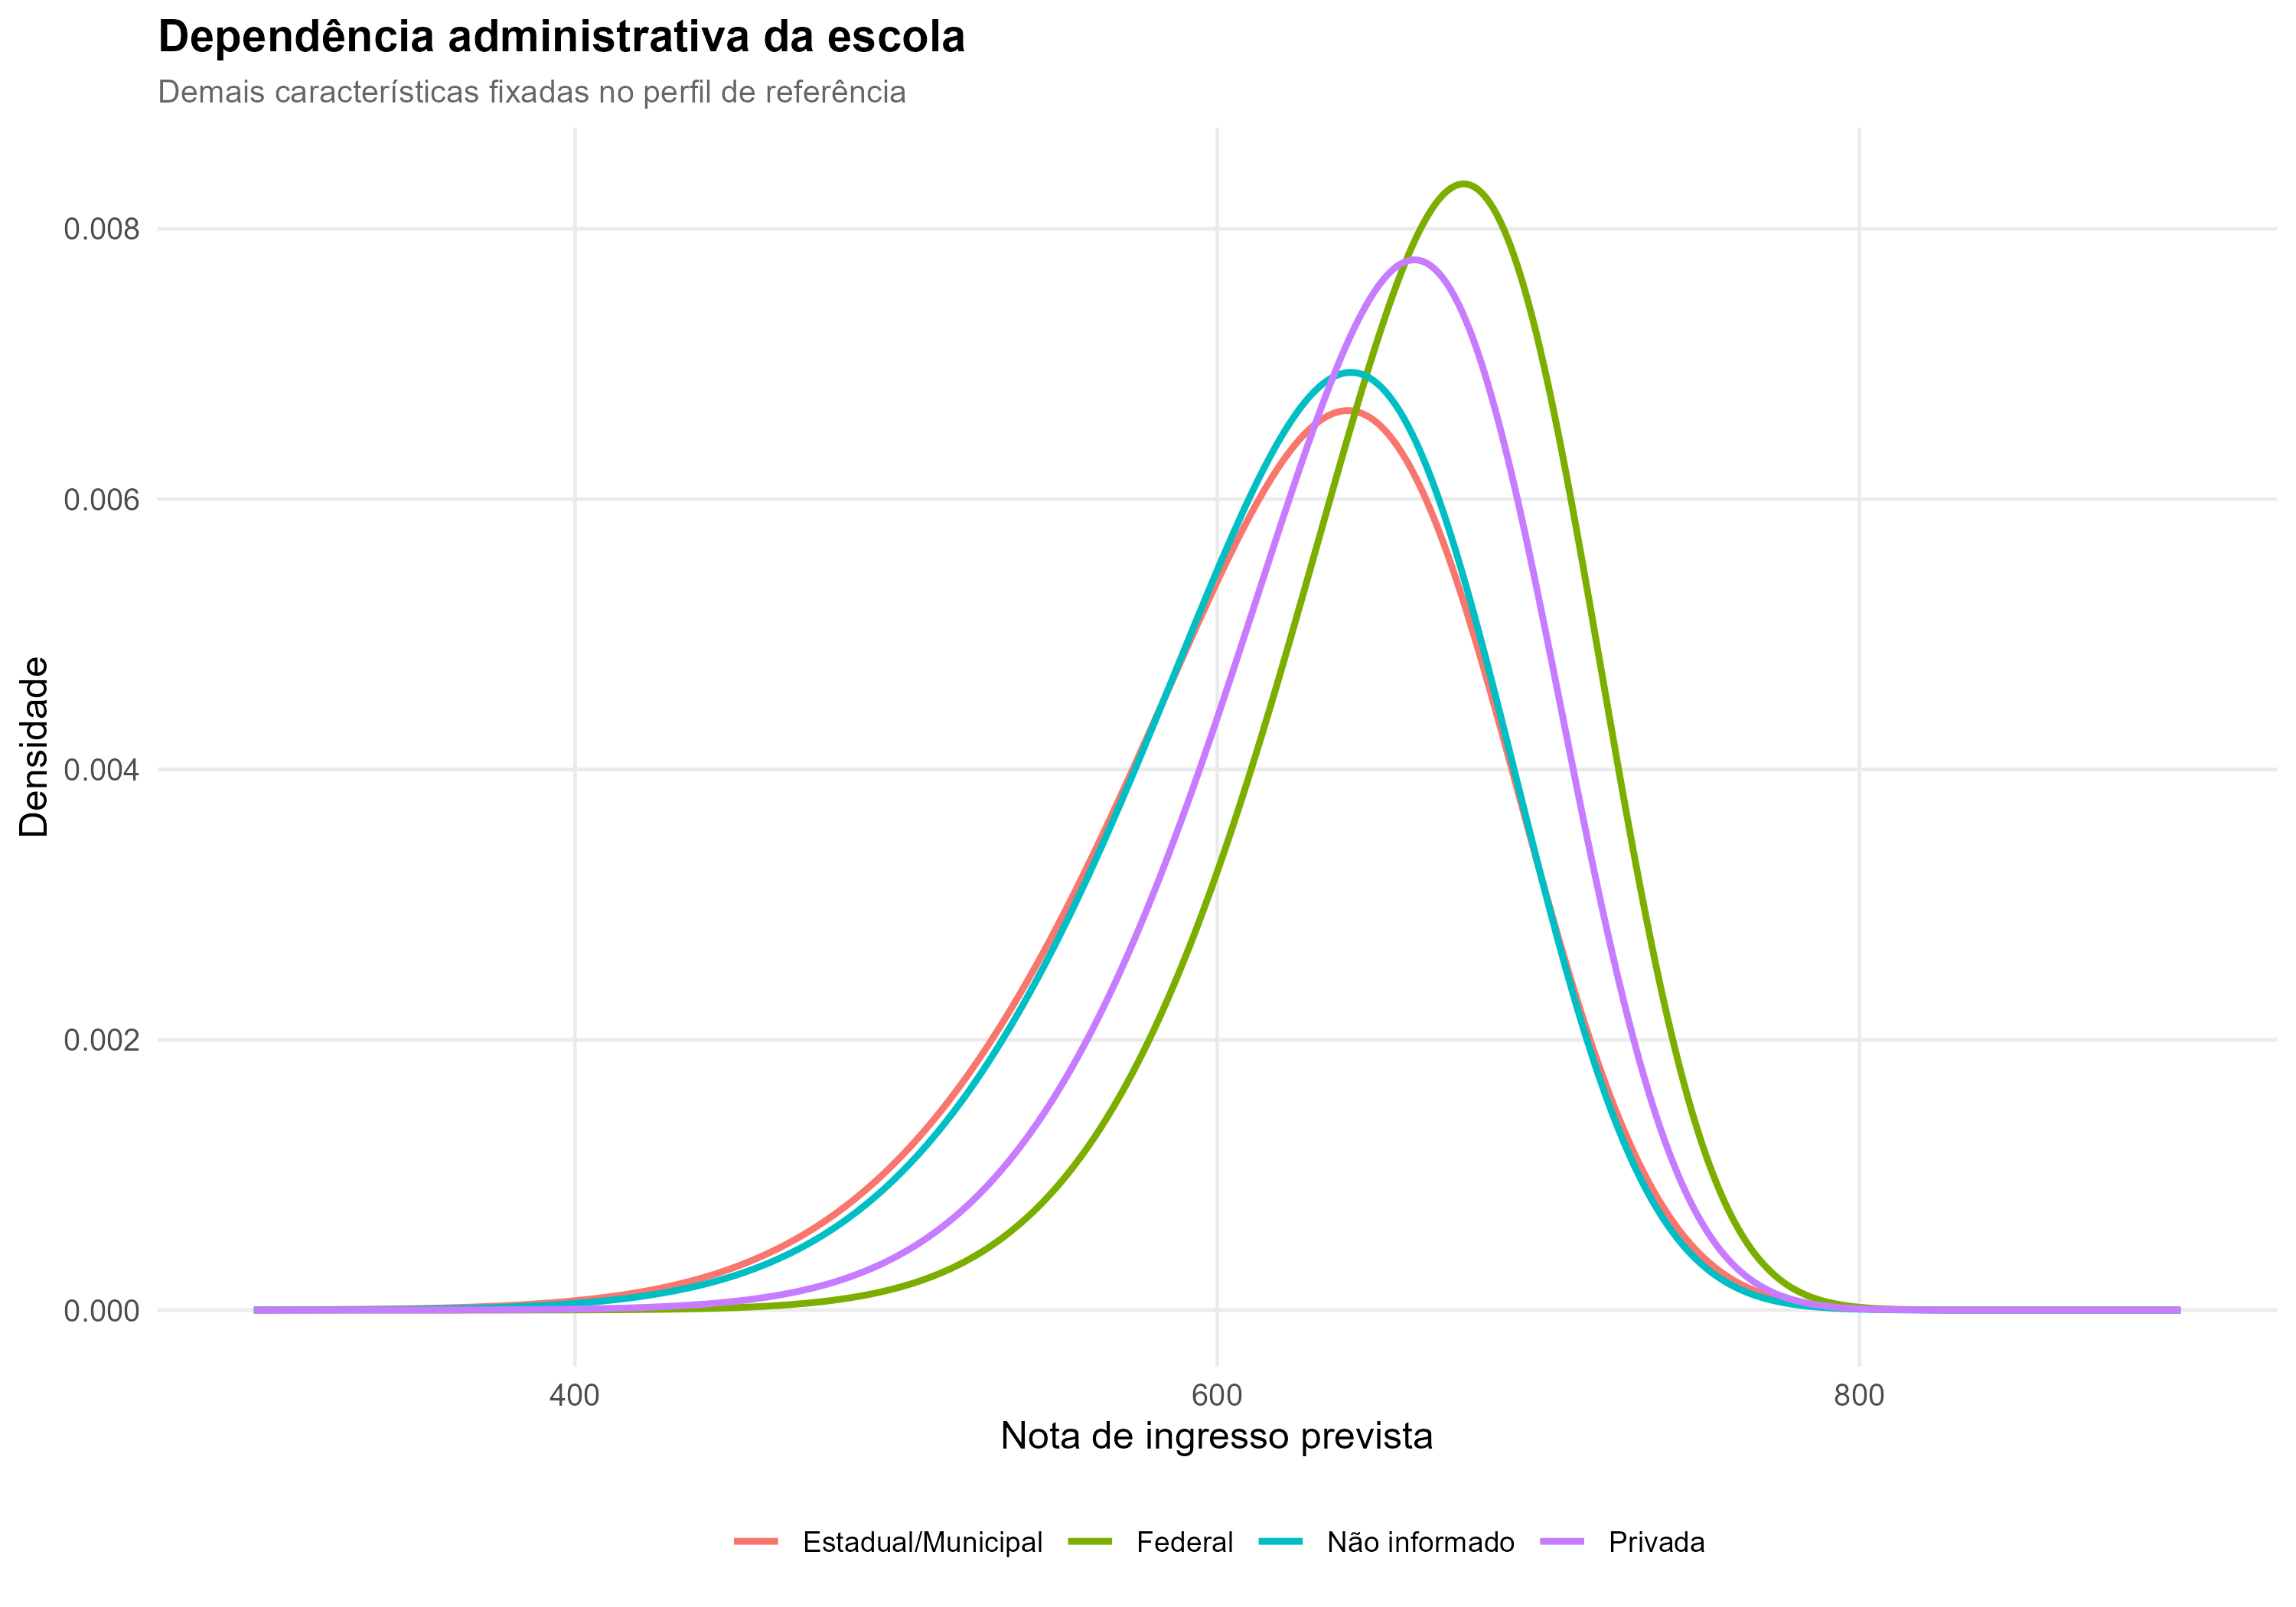 Dependência administrativa da escola
Demais características fixadas no perfil de referência
Densidade
0.008
0.006
0.004
0.002
0.000
400 600 800
Nota de ingresso prevista
Estadual/Municipal Federal Não informado Privada